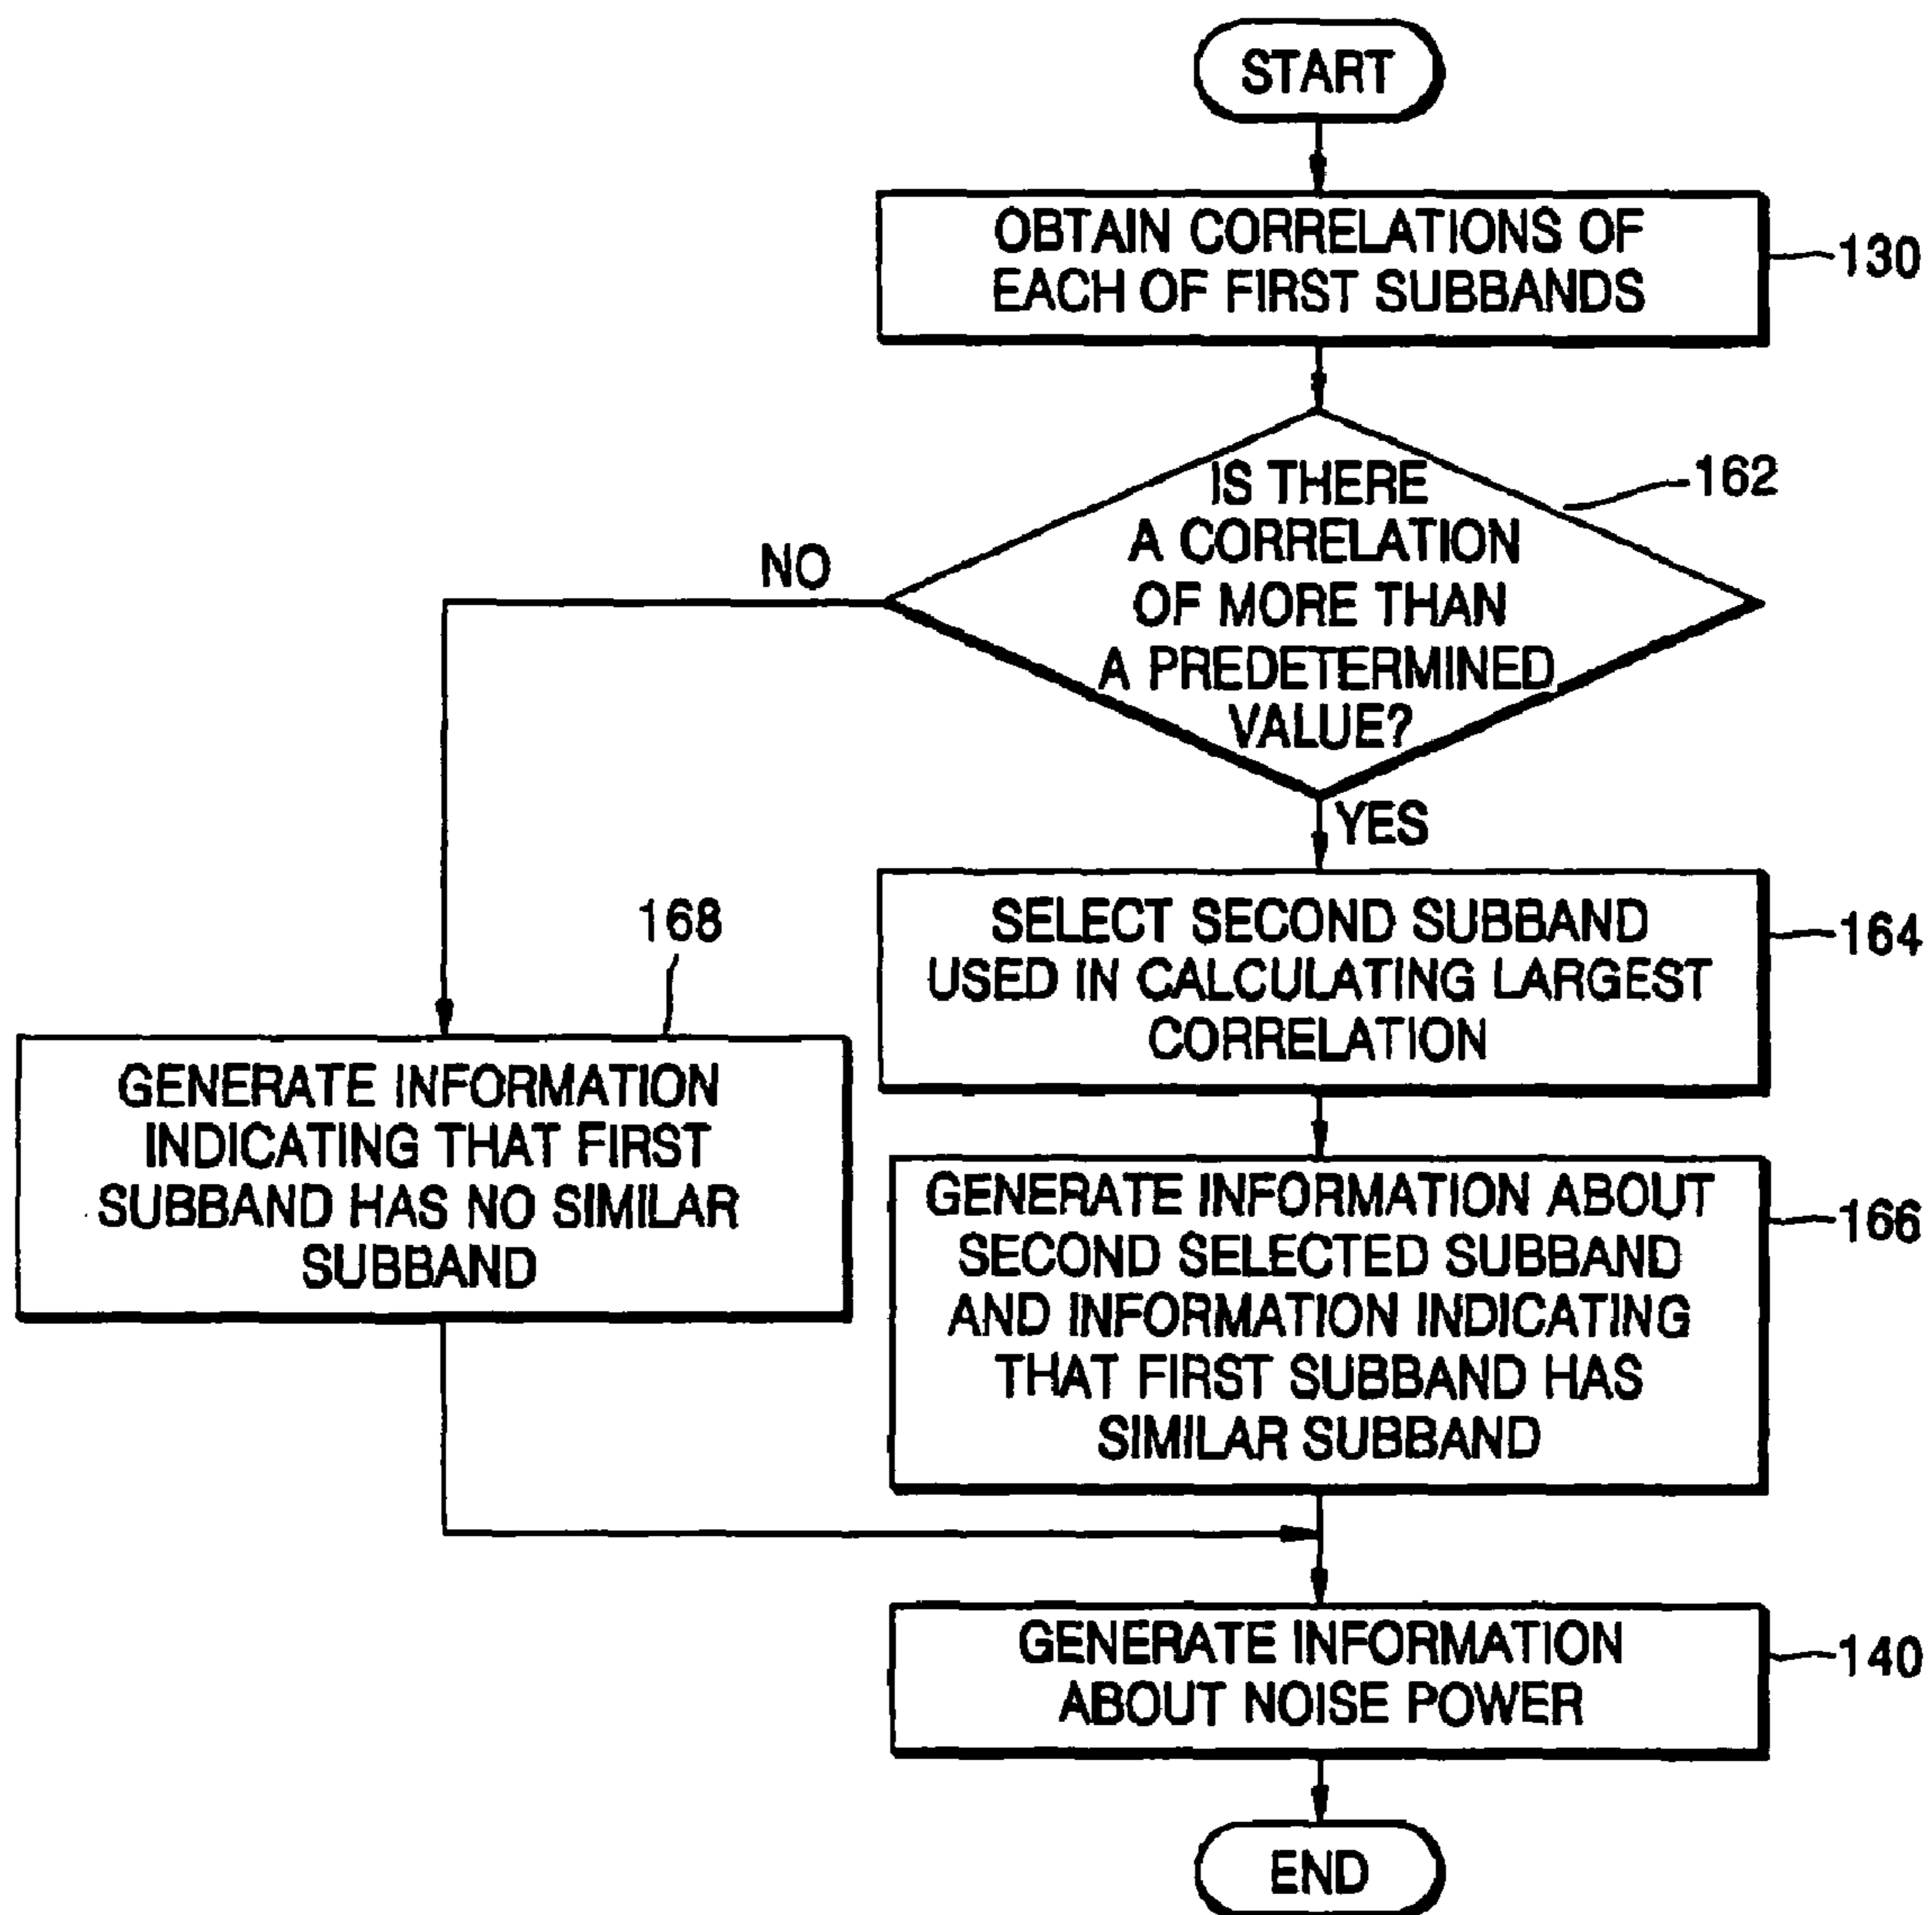 START
OBTAIN CORRELATIONS OF
EACH OF FIRST SUBBANDS
130
IS THERE
A CORRELATION
OF MORE THAN
A PREDETERMINED
VALUE?
162
NO
YES
SELECT SECOND SUBBAND
USED IN CALCULATING LARGEST
CORRELATION
164
168
GENERATE INFORMATION
INDICATING THAT FIRST
SUBBAND HAS NO SIMILAR
SUBBAND
GENERATE INFORMATION ABOUT
SECOND SELECTED SUBBAND
AND INFORMATION INDICATING
THAT FIRST SUBBAND HAS
SIMILAR SUBBAND
166
GENERATE INFORMATION
ABOUT NOISE POWER
140
END